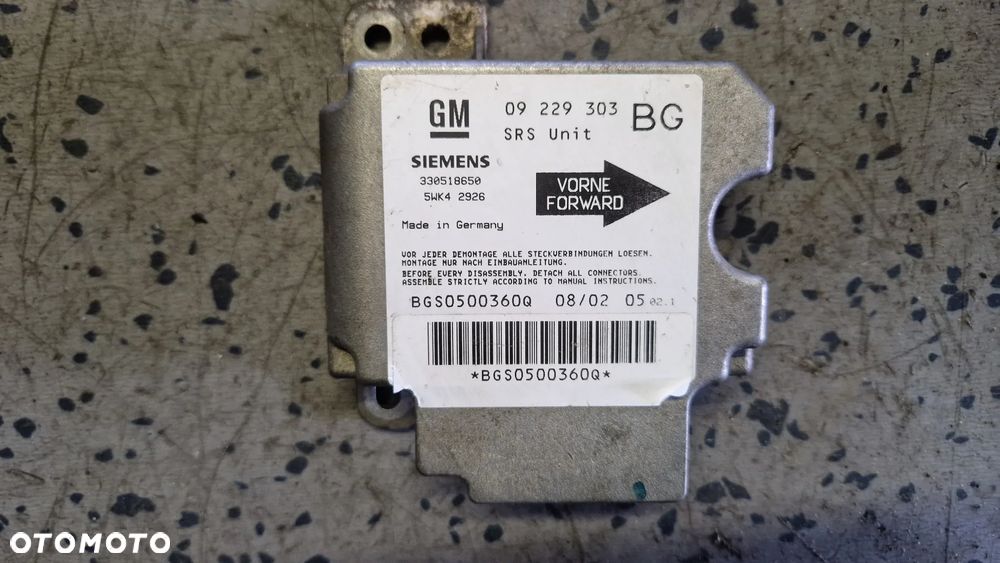 GM
09 229 303
BG
SRS Unit
SIEMENS
330518650
5WK4 2926
VORNE
FORWARD
Made in Germany
VOR JEDER DEMONTAGE ALLE STECKVERBINDUNGEN LOESEN.
MONTAGE NUR NACH EINBAUANLEITUNG.
BEFORE EVERY DISASSEMBLY, DETACH ALL CONNECTORS.
ASSEMBLE STRICTLY ACCORDING TO MANUAL INSTRUCTIONS.
BGS0500360Q 08/02 05 02.1
*BGS0500360Q*
OTOMOTO